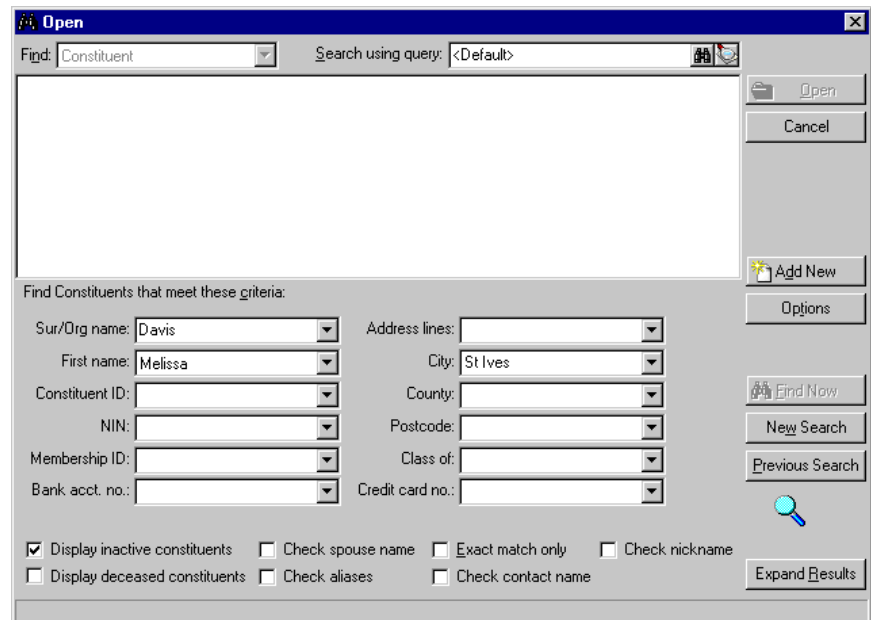 Open
Find: Constituent Search using query: <Default>
Open
Cancel
Add New
Find Constituents that meet these criteria:
Options
Sur/Org name: Davis Address lines:
First name: Melissa City: St Ives
Constituent ID: County: Find Now
NIN: Postcode: New Search
Membership ID: Class of: Previous Search
Bank acct. no.: Credit card no.:
Display inactive constituents Check spouse name Exact match only Check nickname
Display deceased constituents Check aliases Check contact name Expand Results